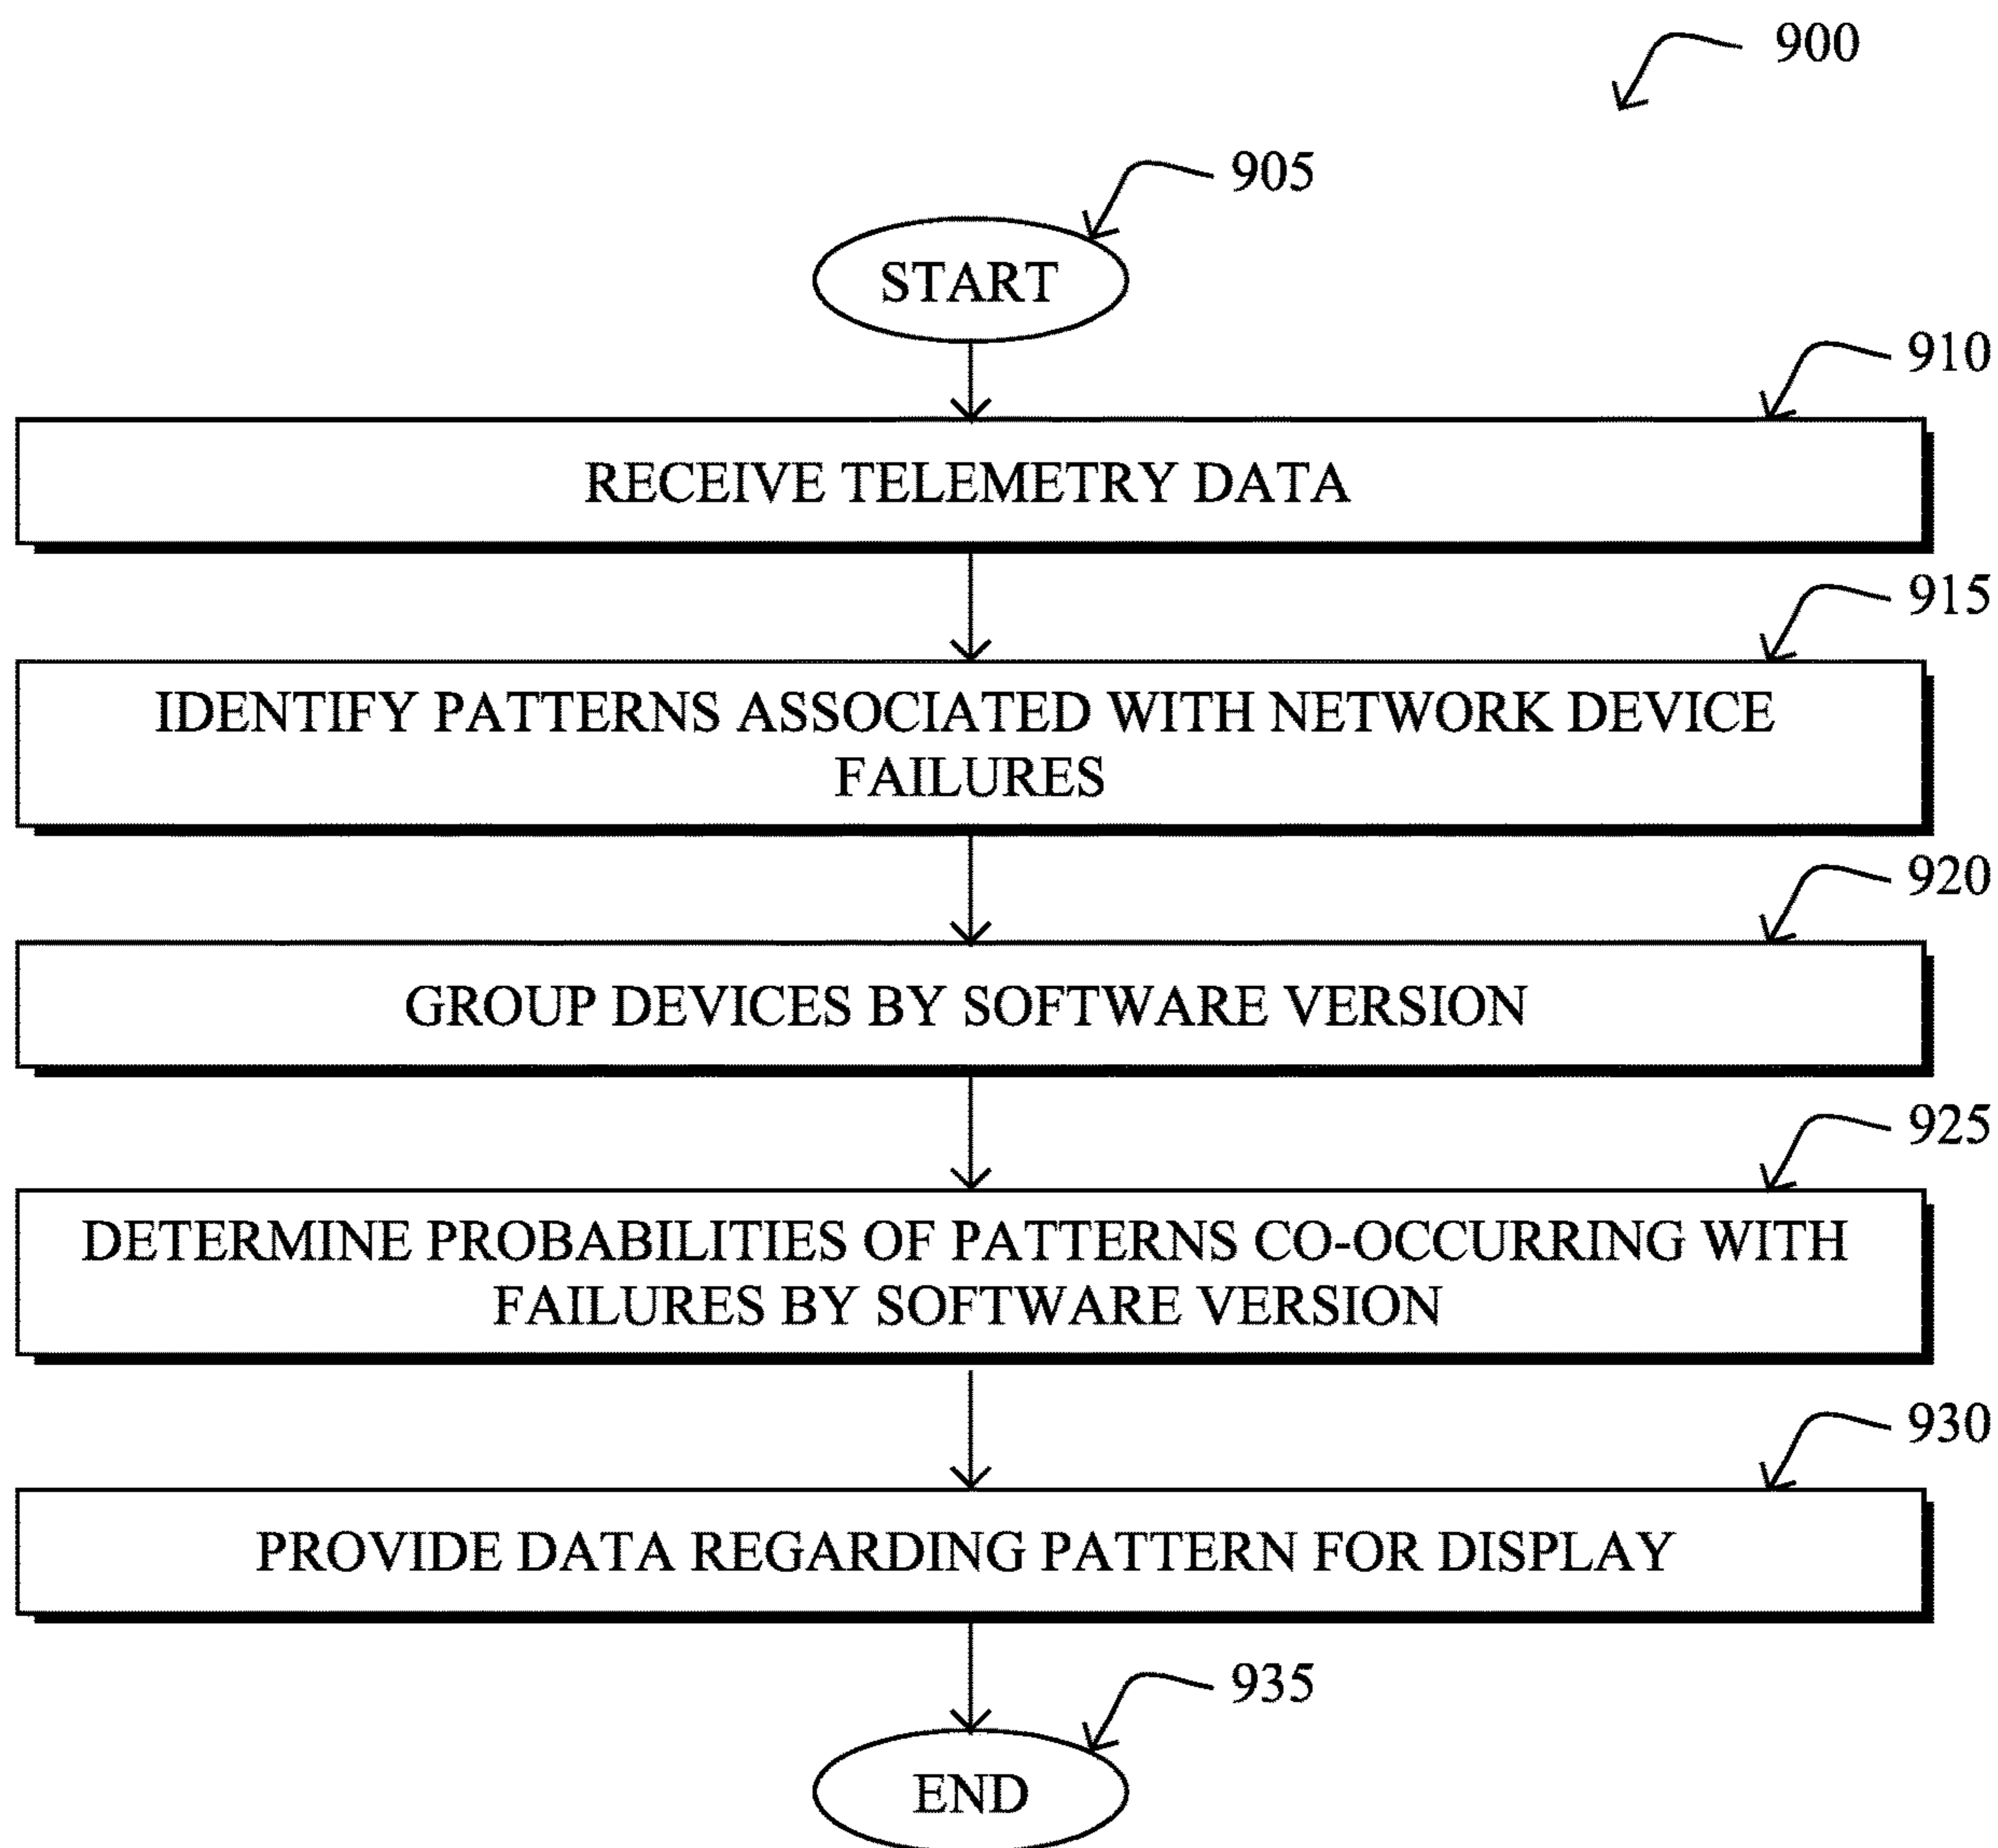 900
905
START
910
RECEIVE TELEMETRY DATA
915
IDENTIFY PATTERNS ASSOCIATED WITH NETWORK DEVICE
FAILURES
920
GROUP DEVICES BY SOFTWARE VERSION
925
DETERMINE PROBABILITIES OF PATTERNS CO-OCCURRING WITH
FAILURES BY SOFTWARE VERSION
930
PROVIDE DATA REGARDING PATTERN FOR DISPLAY
935
END